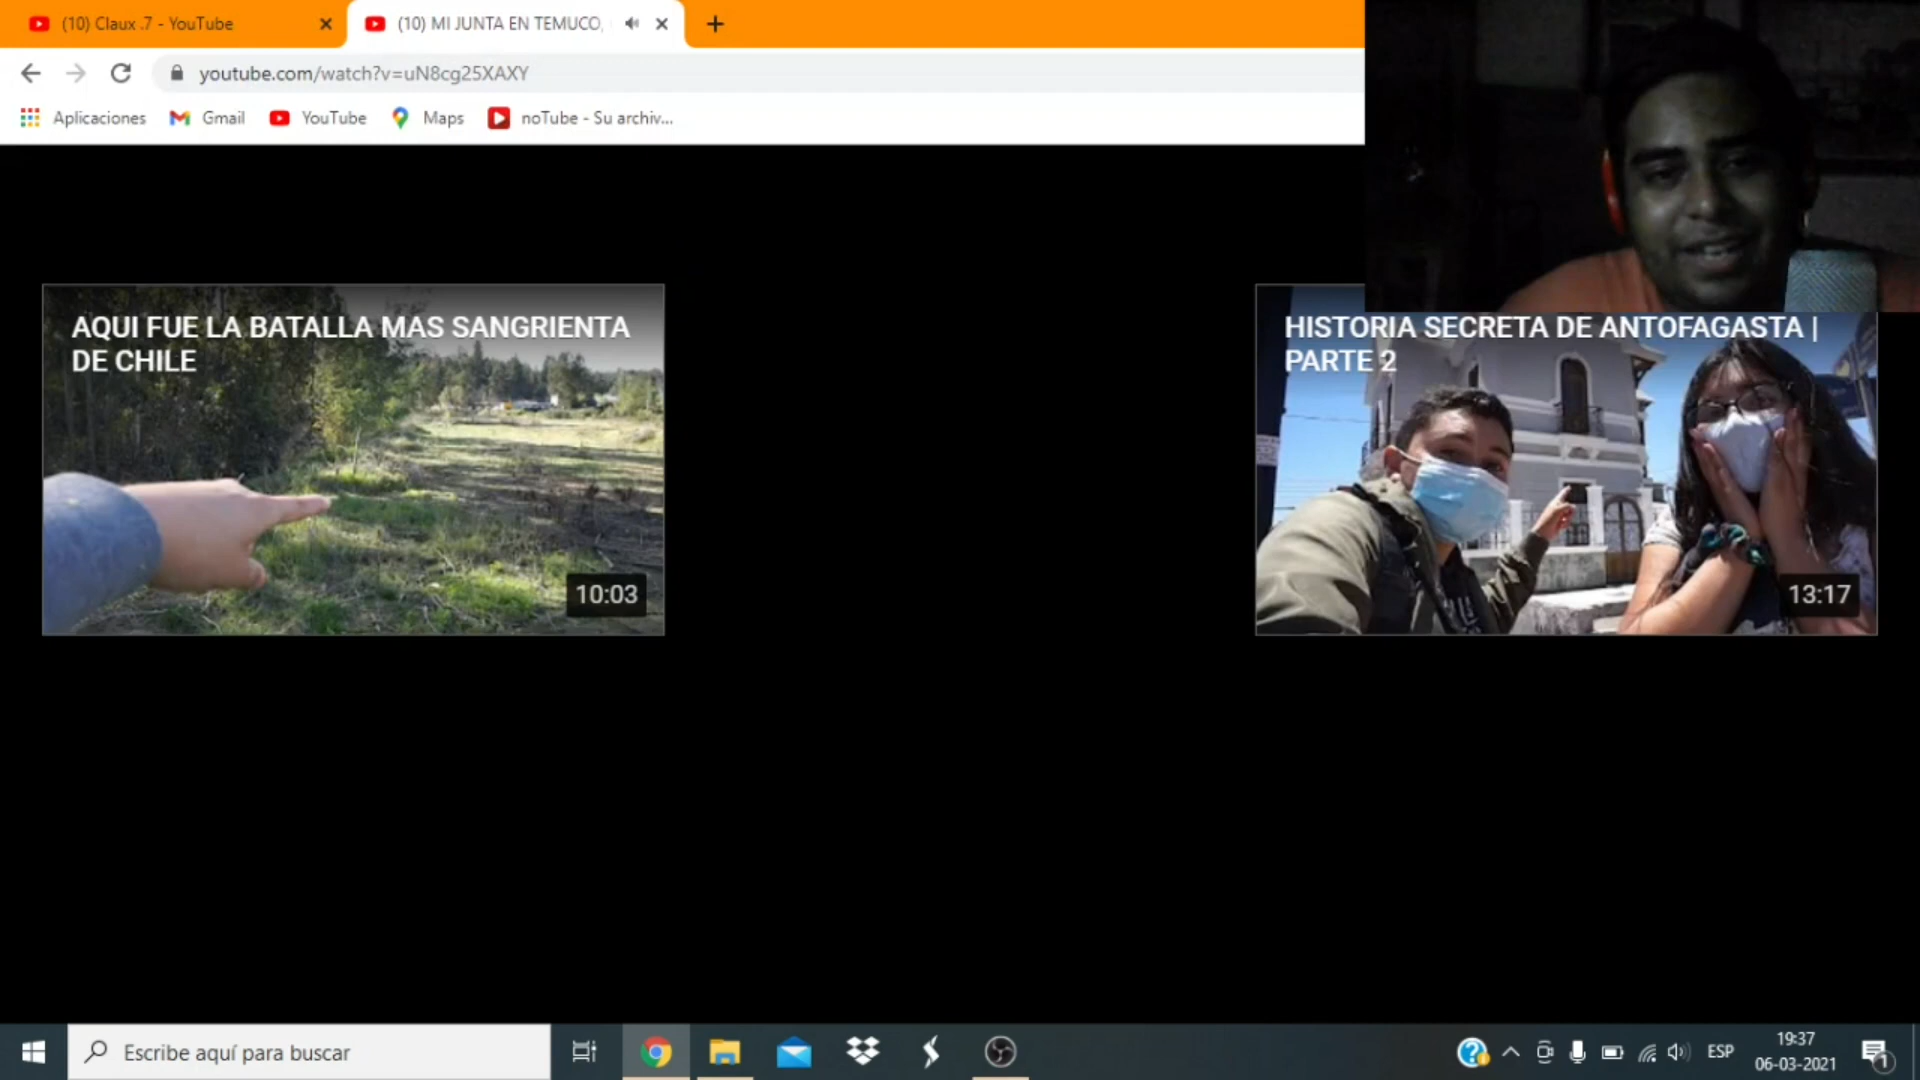 (10) Claux .7 - YouTube
(10) MI JUNTA EN TEMUCO,
youtube.com/watch?v=uN8cg25XAXY
Aplicaciones
Gmail
YouTube
Maps
noTube - Su archiv...
AQUI FUE LA BATALLA MAS SANGRIENTA
DE CHILE
10:03
HISTORIA SECRETA DE ANTOFAGASTA |
PARTE 2
13:17
Escribe aquí para buscar
ESP
19:37
06-03-2021
1